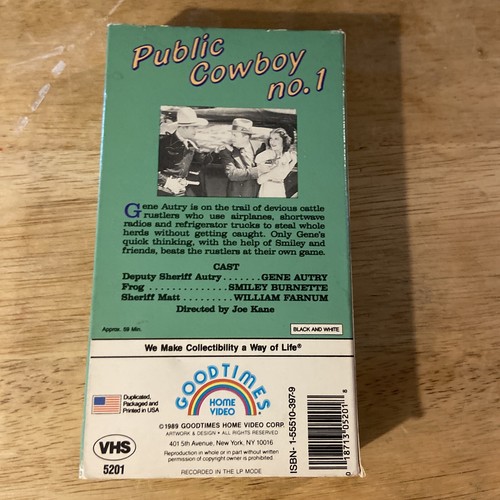 Public
Cowboy
no.1
Gene Autry is on the trail of devious cattle
rustlers who use airplanes, shortwave
radios and refrigerator trucks to steal whole
herds without getting caught. Only Gene's
quick thinking, with the help of Smiley and
friends, beats the rustlers at their own game.
CAST
Deputy Sheriff Autry.......GENE AUTRY
Frog..............SMILEY BURNETTE
Sheriff Matt.........WILLIAM FARNUM
Directed by Joe Kane
Approx. 59 Min.
BLACK AND WHITE
We Make Collectibility a Way of Life®
Duplicated,
Packaged and
Printed in USA
GOODTIMES
HOME
VIDEO.
©1989 GOODTIMES HOME VIDEO CORP.
ARTWORK & DESIGN • ALL RIGHTS RESERVED
401 5th Avenue, New York, NY 10016
Reproduction in whole or in part without written
permission of copyright owner is prohibited.
VHS
5201
RECORDED IN THE LP MODE
ISBN- 1-55510-397-9
0 18713 05201 8